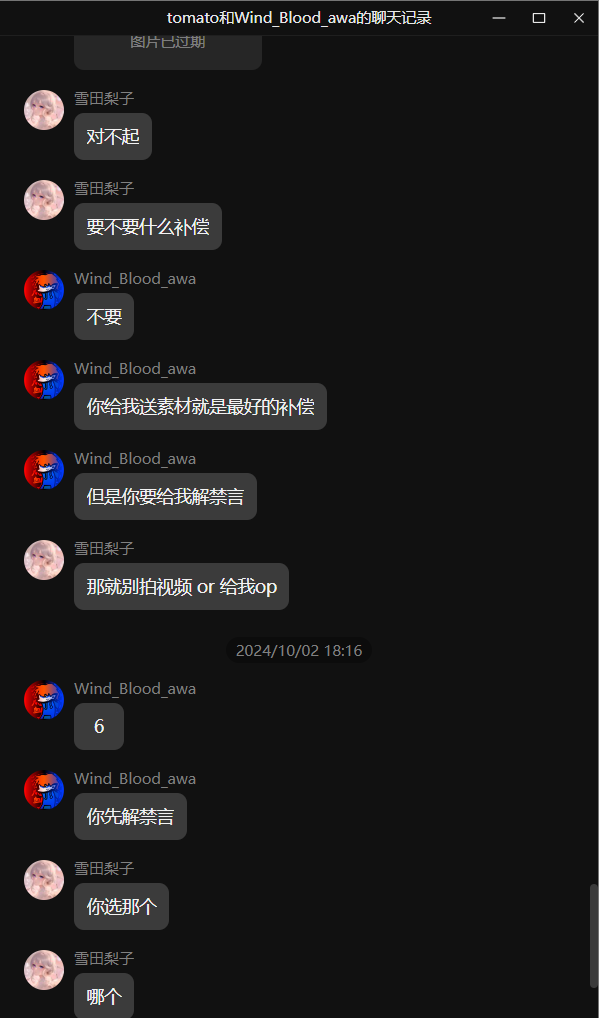 tomato和Wind_Blood_awa的聊天记录
图片已过期
雪田梨子
对不起
雪田梨子
要不要什么补偿
Wind_Blood_awa
不要
Wind_Blood_awa
你给我送素材就是最好的补偿
Wind_Blood_awa
但是你要给我解禁言
雪田梨子
那就别拍视频 or 给我op
2024/10/02 18:16
Wind_Blood_awa
6
Wind_Blood_awa
你先解禁言
雪田梨子
你选那个
雪田梨子
哪个